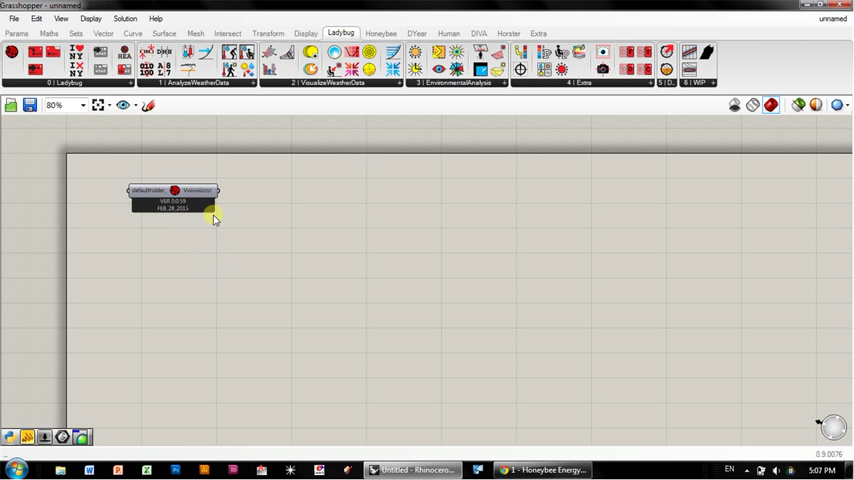 Grasshopper - unnamed
File Edit View Display Solution Help
unnamed
Params Maths Sets Vector Curve Surface Mesh Intersect Transform Display Ladybug Honeybee DYear Human DIVA Horster Extra
0 | Ladybug 1 | AnalyzeWeatherData 2 | VisualizeWeatherData 3 | EnvironmentalAnalysis 4 | Extra 5 | D... 6 | WIP
80%
defaultFolder_
VER 0.0.59
FEB_28_2015
0.9.0076
Untitled - Rhinocero...
1 - Honeybee Energy...
EN
5:07 PM